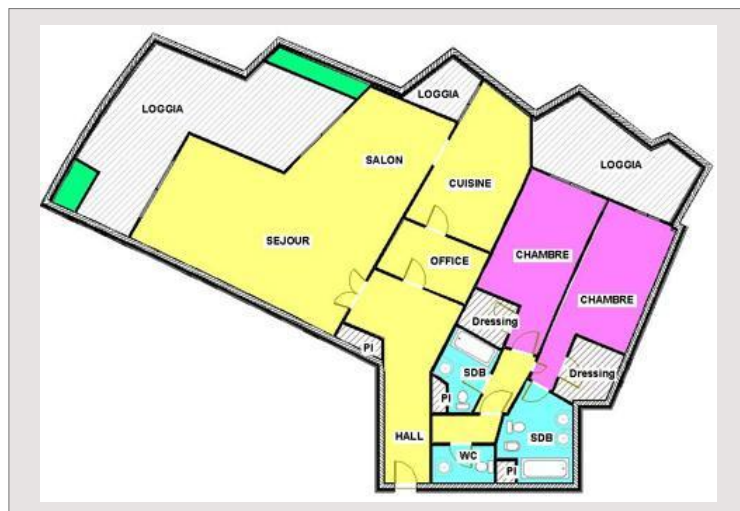 LOGGIA
LOGGIA
SALON
LOGGIA
CUISINE
SEJOUR
CHAMBRE
OFFICE
CHAMBRE
Dressing
PI
SDB
Dressing
PI
HALL
SDB
WC
PI